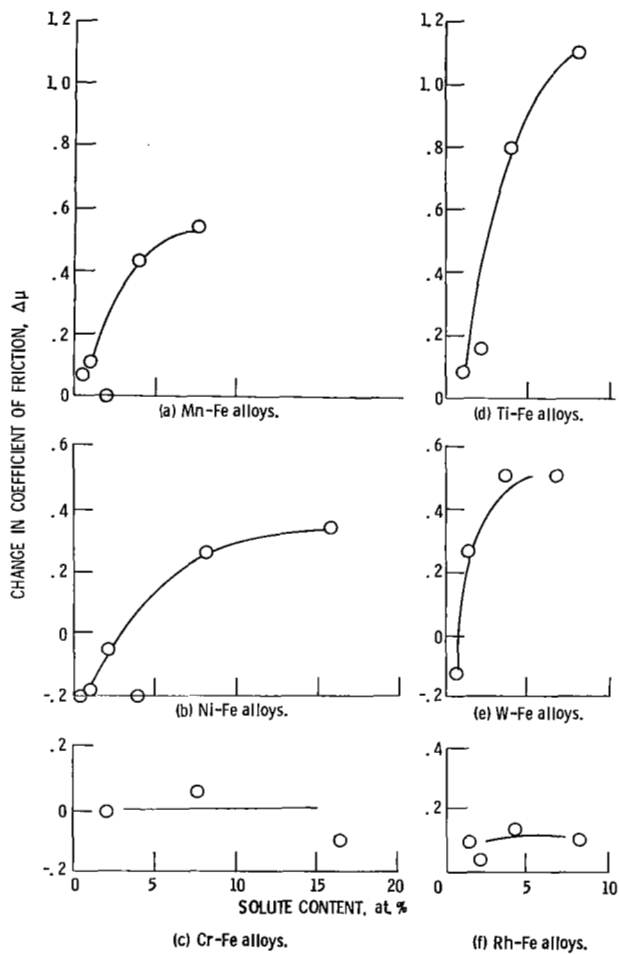 CHANGE IN COEFFICIENT OF FRICTION, Δμ
1.2
1.0
.8
.6
.4
.2
0
(a) Mn-Fe alloys.
1.2
1.0
.8
.6
.4
.2
0
(d) Ti-Fe alloys.
.6
.4
.2
0
-.2
(b) Ni-Fe alloys.
.6
.4
.2
0
-.2
(e) W-Fe alloys.
.2
0
-.2
0 5 10 15 20
.4
.2
0 5 10
SOLUTE CONTENT, at. %
(c) Cr-Fe alloys.
(f) Rh-Fe alloys.